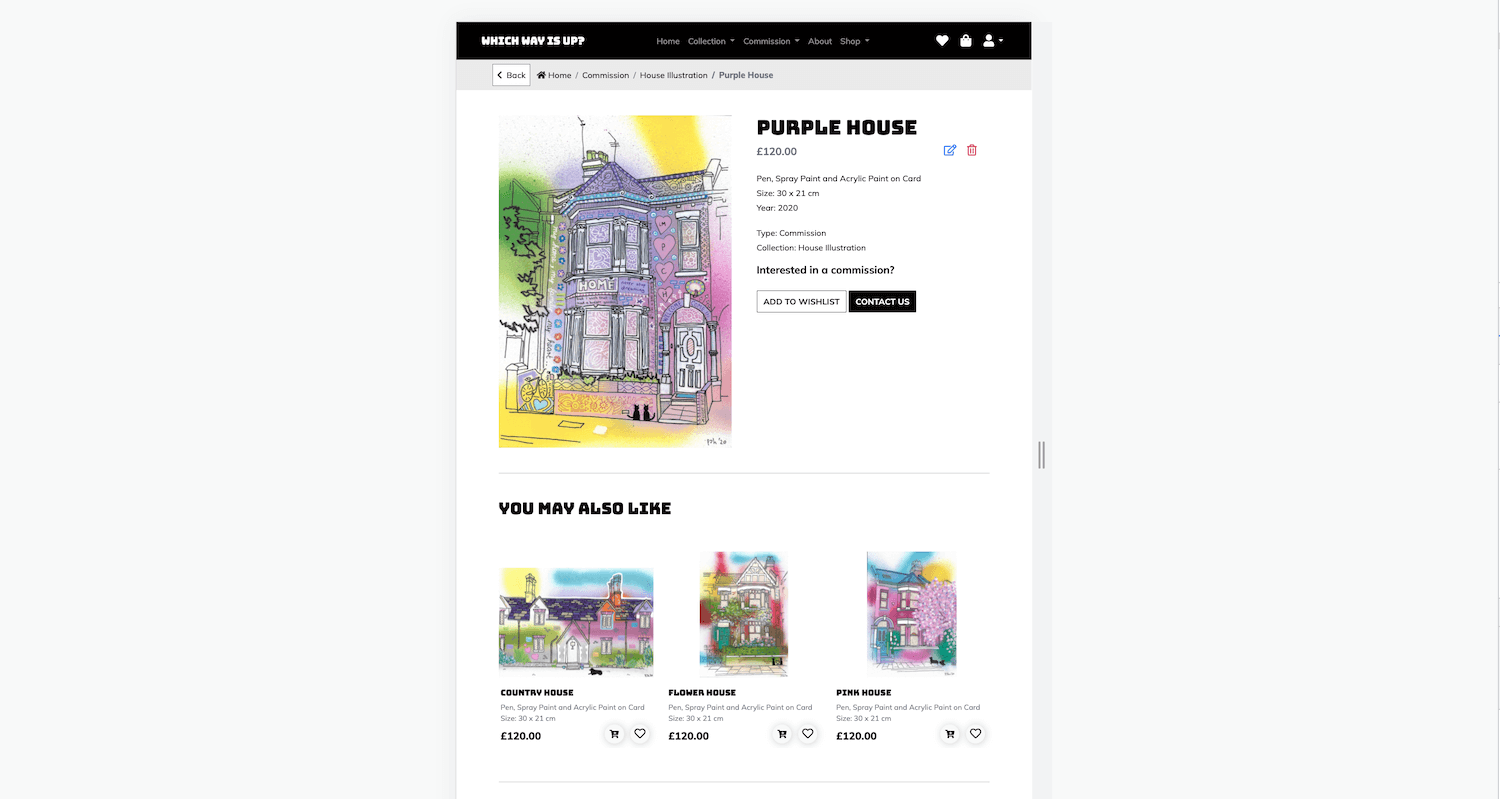 WHICH WAY IS UP?
Home Collection Commission About Shop
Back Home / Commission / House Illustration / Purple House
PURPLE HOUSE
£120.00
Pen, Spray Paint and Acrylic Paint on Card
Size: 30 x 21 cm
Year: 2020
Type: Commission
Collection: House Illustration
Interested in a commission?
ADD TO WISHLIST CONTACT US
HOME
YOU MAY ALSO LIKE
COUNTRY HOUSE
Pen, Spray Paint and Acrylic Paint on Card
Size: 30 x 21 cm
£120.00
FLOWER HOUSE
Pen, Spray Paint and Acrylic Paint on Card
Size: 30 x 21 cm
£120.00
PINK HOUSE
Pen, Spray Paint and Acrylic Paint on Card
Size: 30 x 21 cm
£120.00